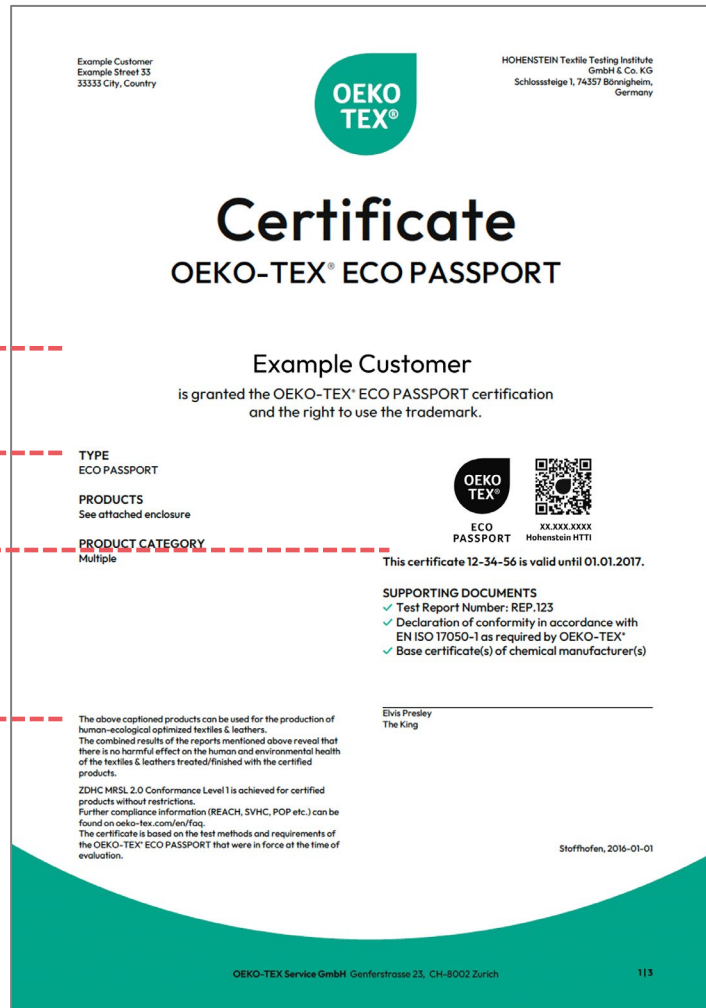 Example Customer
Example Street 33
33333 City, Country
OEKO
TEX®
HOHENSTEIN Textile Testing Institute
GmbH & Co. KG
Schlosssteige 1, 74357 Bönnigheim,
Germany
Certificate
OEKO-TEX® ECO PASSPORT
Example Customer
is granted the OEKO-TEX® ECO PASSPORT certification
and the right to use the trademark.
TYPE
ECO PASSPORT
PRODUCTS
See attached enclosure
PRODUCT CATEGORY
Multiple
OEKO
TEX®
ECO
PASSPORT
XX.XXX.XXXX
Hohenstein HTTI
This certificate 12-34-56 is valid until 01.01.2017.
SUPPORTING DOCUMENTS
Test Report Number: REP.123
Declaration of conformity in accordance with
EN ISO 17050-1 as required by OEKO-TEX®
Base certificate(s) of chemical manufacturer(s)
The above captioned products can be used for the production of
human-ecological optimized textiles & leathers.
The combined results of the reports mentioned above reveal that
there is no harmful effect on the human and environmental health
of the textiles & leathers treated/finished with the certified
products.
ZDHC MRSL 2.0 Conformance Level 1 is achieved for certified
products without restrictions.
Further compliance information (REACH, SVHC, POP etc.) can be
found on oeko-tex.com/en/faq.
The certificate is based on the test methods and requirements of
the OEKO-TEX® ECO PASSPORT that were in force at the time of
evaluation.
Elvis Presley
The King
Stoffhofen, 2016-01-01
OEKO-TEX Service GmbH Genferstrasse 23, CH-8002 Zurich
1|3